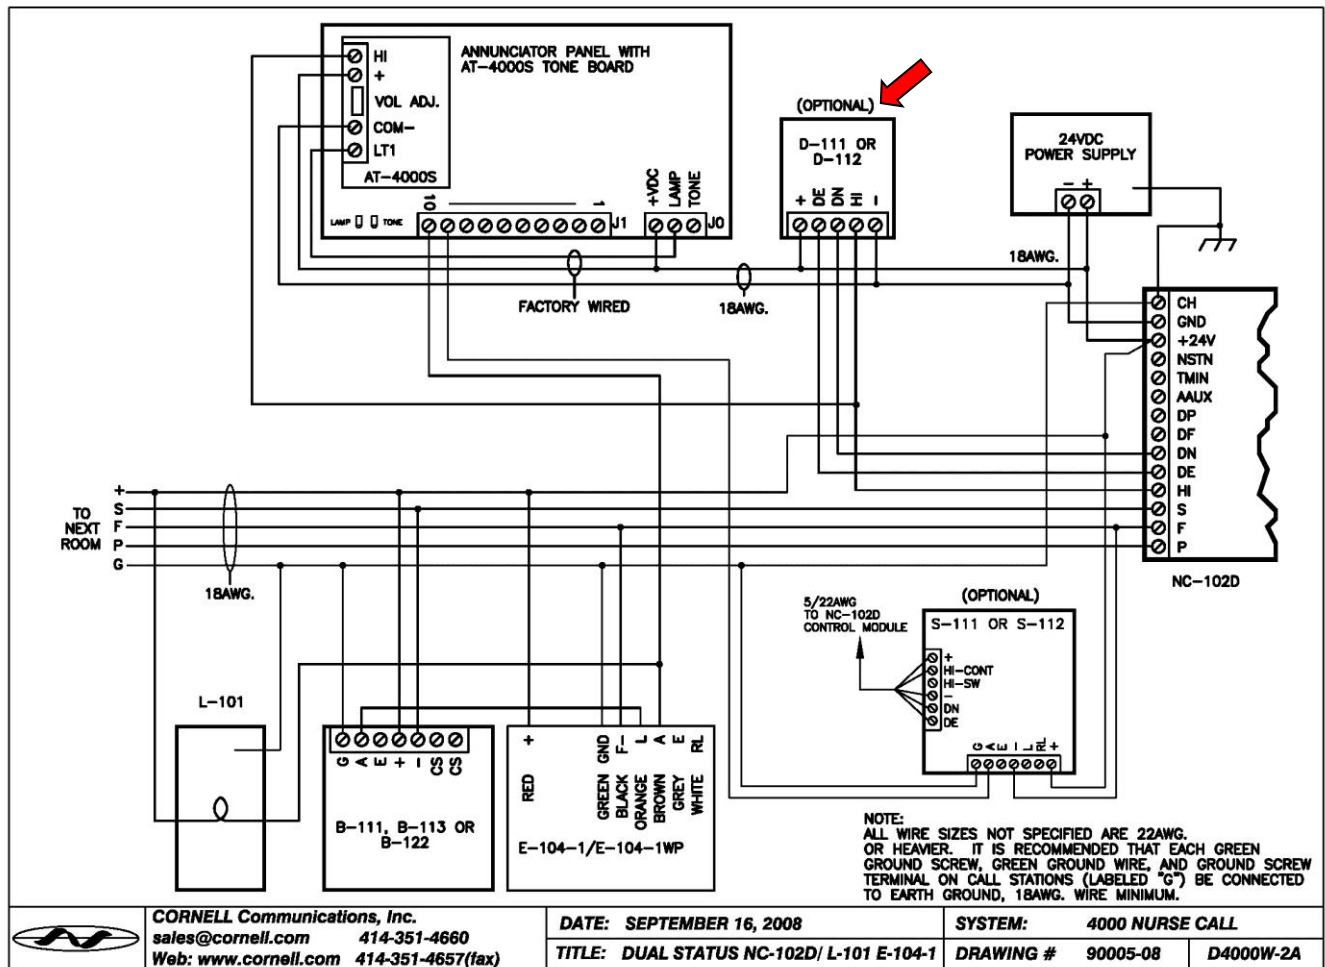 HI
+
VOL ADJ.
COM-
LT1
AT-4000S
ANNUNCIATOR PANEL WITH
AT-4000S TONE BOARD
LAMP TONE
10 1
J1
+VDC
LAMP
TONE
J0
FACTORY WIRED
18AWG.
(OPTIONAL)
D-111 OR
D-112
+
DE
DN
HI
-
24VDC
POWER SUPPLY
- +
18AWG.
CH
GND
+24V
NSTN
TMIN
AAUX
DP
DF
DN
DE
HI
S
F
P
NC-102D
TO
NEXT
ROOM
+
S
F
P
G
18AWG.
L-101
G
A
E
+
-
CS
CS
B-111, B-113 OR
B-122
+
GND
F-
L
A
E
RL
RED
GREEN
BLACK
ORANGE
BROWN
GREY
WHITE
E-104-1/E-104-1WP
5/22AWG
TO NC-102D
CONTROL MODULE
(OPTIONAL)
S-111 OR S-112
+
HI-CONT
HI-SW
-
DN
DE
G
A
E
-
L
RL
+
NOTE:
ALL WIRE SIZES NOT SPECIFIED ARE 22AWG.
OR HEAVIER. IT IS RECOMMENDED THAT EACH GREEN
GROUND SCREW, GREEN GROUND WIRE, AND GROUND SCREW
TERMINAL ON CALL STATIONS (LABELED "G") BE CONNECTED
TO EARTH GROUND, 18AWG. WIRE MINIMUM.
CORNELL Communications, Inc.
sales@cornell.com 414-351-4660
Web: www.cornell.com 414-351-4657(fax)
DATE: SEPTEMBER 16, 2008
TITLE: DUAL STATUS NC-102D/ L-101 E-104-1
SYSTEM: 4000 NURSE CALL
DRAWING # 90005-08 D4000W-2A